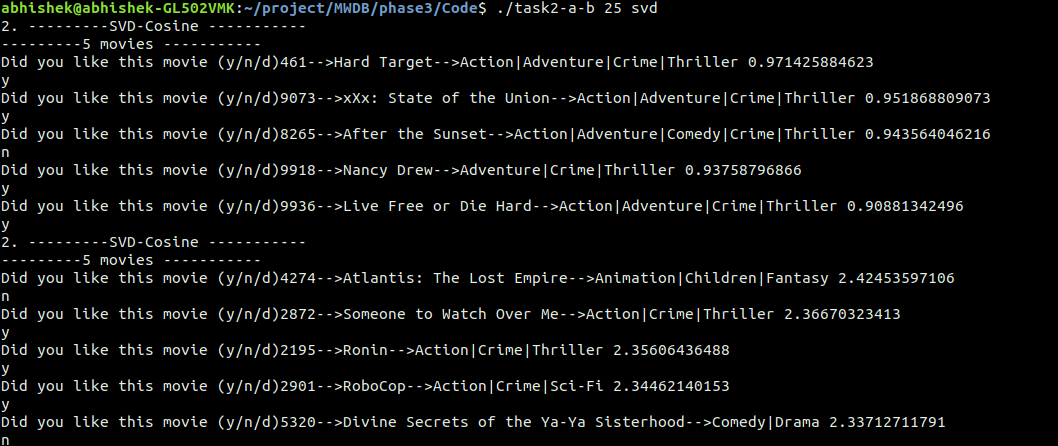 abhishek@abhishek-GL502VMK:~/project/MWDB/phase3/Code$ ./task2-a-b 25 svd
2. ---------SVD-Cosine -----------
---------5 movies -----------
Did you like this movie (y/n/d)461-->Hard Target-->Action|Adventure|Crime|Thriller 0.971425884623
y
Did you like this movie (y/n/d)9073-->xXx: State of the Union-->Action|Adventure|Crime|Thriller 0.951868809073
y
Did you like this movie (y/n/d)8265-->After the Sunset-->Action|Adventure|Comedy|Crime|Thriller 0.943564046216
n
Did you like this movie (y/n/d)9918-->Nancy Drew-->Adventure|Crime|Thriller 0.93758796866
y
Did you like this movie (y/n/d)9936-->Live Free or Die Hard-->Action|Adventure|Crime|Thriller 0.90881342496
y
2. ---------SVD-Cosine -----------
---------5 movies -----------
Did you like this movie (y/n/d)4274-->Atlantis: The Lost Empire-->Animation|Children|Fantasy 2.42453597106
n
Did you like this movie (y/n/d)2872-->Someone to Watch Over Me-->Action|Crime|Thriller 2.36670323413
y
Did you like this movie (y/n/d)2195-->Ronin-->Action|Crime|Thriller 2.35606436488
y
Did you like this movie (y/n/d)2901-->RoboCop-->Action|Crime|Sci-Fi 2.34462140153
y
Did you like this movie (y/n/d)5320-->Divine Secrets of the Ya-Ya Sisterhood-->Comedy|Drama 2.33712711791
n